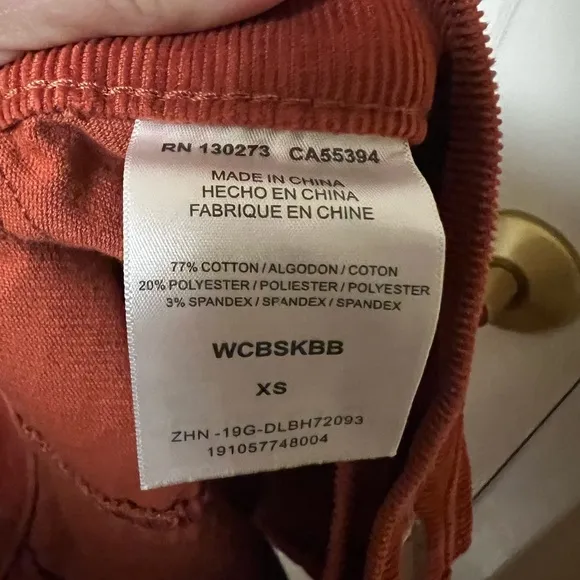 RN 130273 CA55394
MADE IN CHINA
HECHO EN CHINA
FABRIQUE EN CHINE
77% COTTON / ALGODON / COTON
20% POLYESTER / POLIESTER / POLYESTER
3% SPANDEX / SPANDEX / SPANDEX
WCBSKBB
XS
ZHN -19G-DLBH72093
191057748004